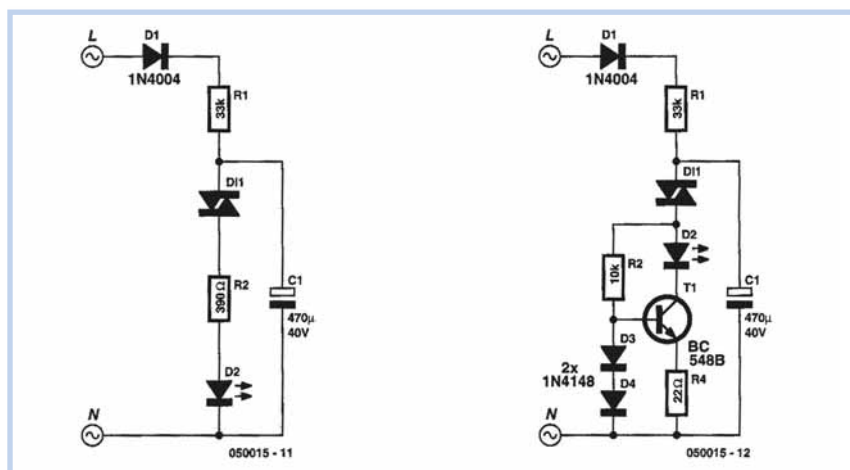 L
D1
1N4004
R1
33k
DI1
R2
390Ω
C1
470μ
40V
D2
N
050015 - 11
L
D1
1N4004
R1
33k
DI1
D2
R2
10k
T1
C1
470μ
40V
BC
548B
D3
2x
1N4148
D4
R4
22Ω
N
050015 - 12